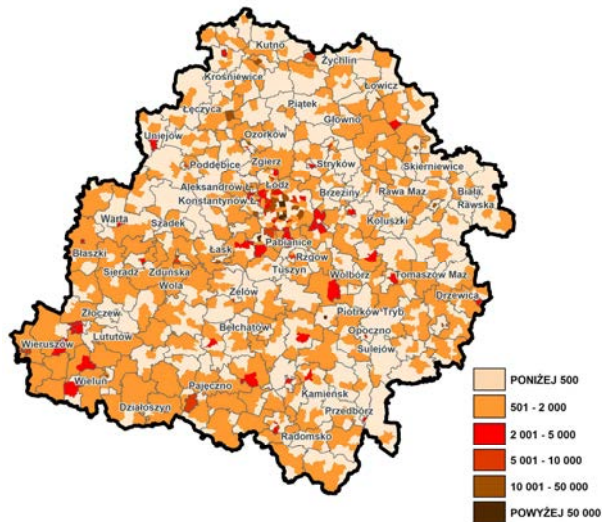 Kutno
Żychlin
Krośniewice
Łowicz
Piątek
Łęczyca
Głowno
Uniejów
Ozorków
Skierniewice
Poddębice
Zgierz
Stryków
Aleksandrów Ł.
Łódź
Brzeziny
Rawa Maz
Biała
Rawska
Konstantynów Ł.
Warta
Szadek
Koluszki
Pabianice
Błaszki
Łask
Rzgów
Sieradz
Zduńska
Wola
Tuszyn
Wolbórz
Tomaszów Maz
Zelów
Drzewica
Złoczew
Piotrków Tryb
Wieruszów
Lututów
Bełchatów
Opoczno
Sulejów
Wieluń
Pajęczno
Kamieńsk
Działoszyn
Przedbórz
Radomsko
PONIŻEJ 500
501 - 2 000
2 001 - 5 000
5 001 - 10 000
10 001 - 50 000
POWYŻEJ 50 000